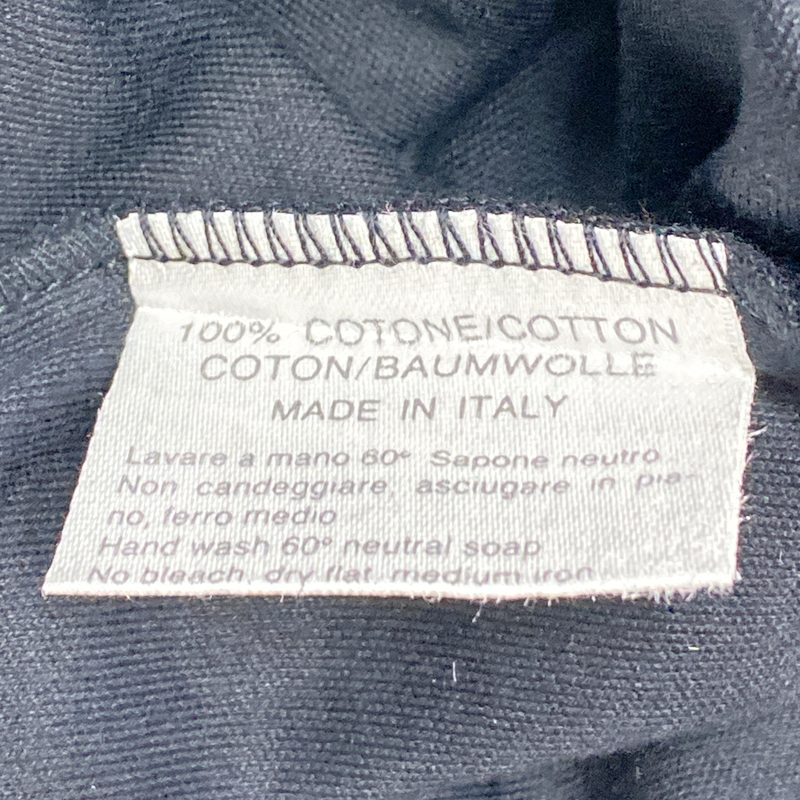 100% COTONE/COTTON
COTON/BAUMWOLLE
MADE IN ITALY
Lavare a mano 60° Sapone neutro
Non candeggiare, asciugare in pia-
no, ferro medio
Hand wash 60° neutral soap
No bleach, dry flat, medium iron